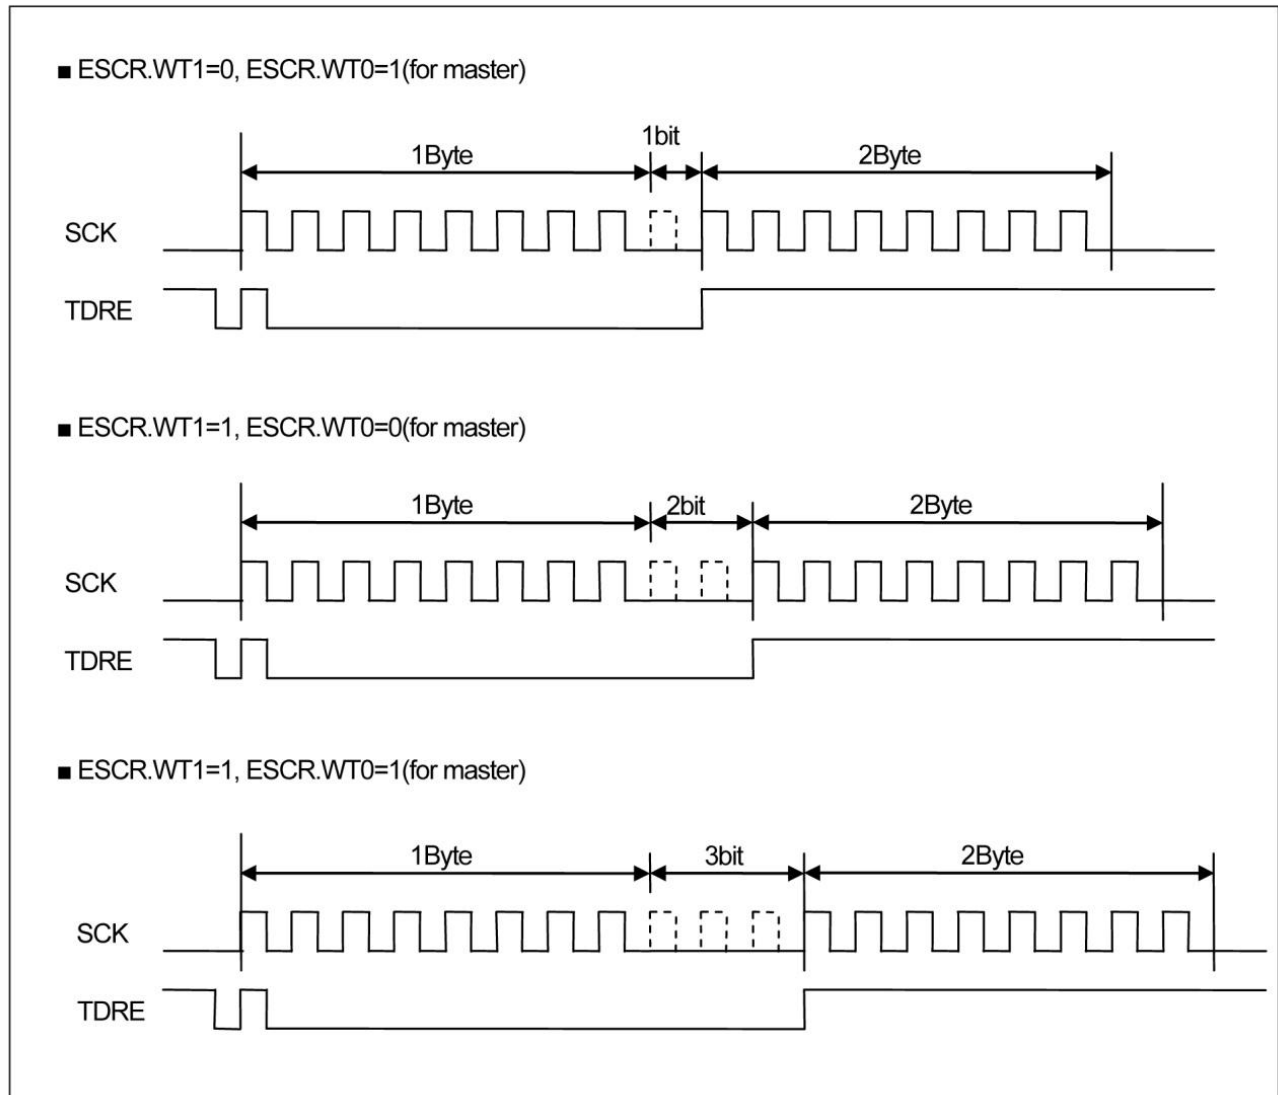 ■ ESCR.WT1=0, ESCR.WT0=1(for master)
1bit
1Byte 2Byte
SCK
TDRE
■ ESCR.WT1=1, ESCR.WT0=0(for master)
1Byte 2bit 2Byte
SCK
TDRE
■ ESCR.WT1=1, ESCR.WT0=1(for master)
1Byte 3bit 2Byte
SCK
TDRE